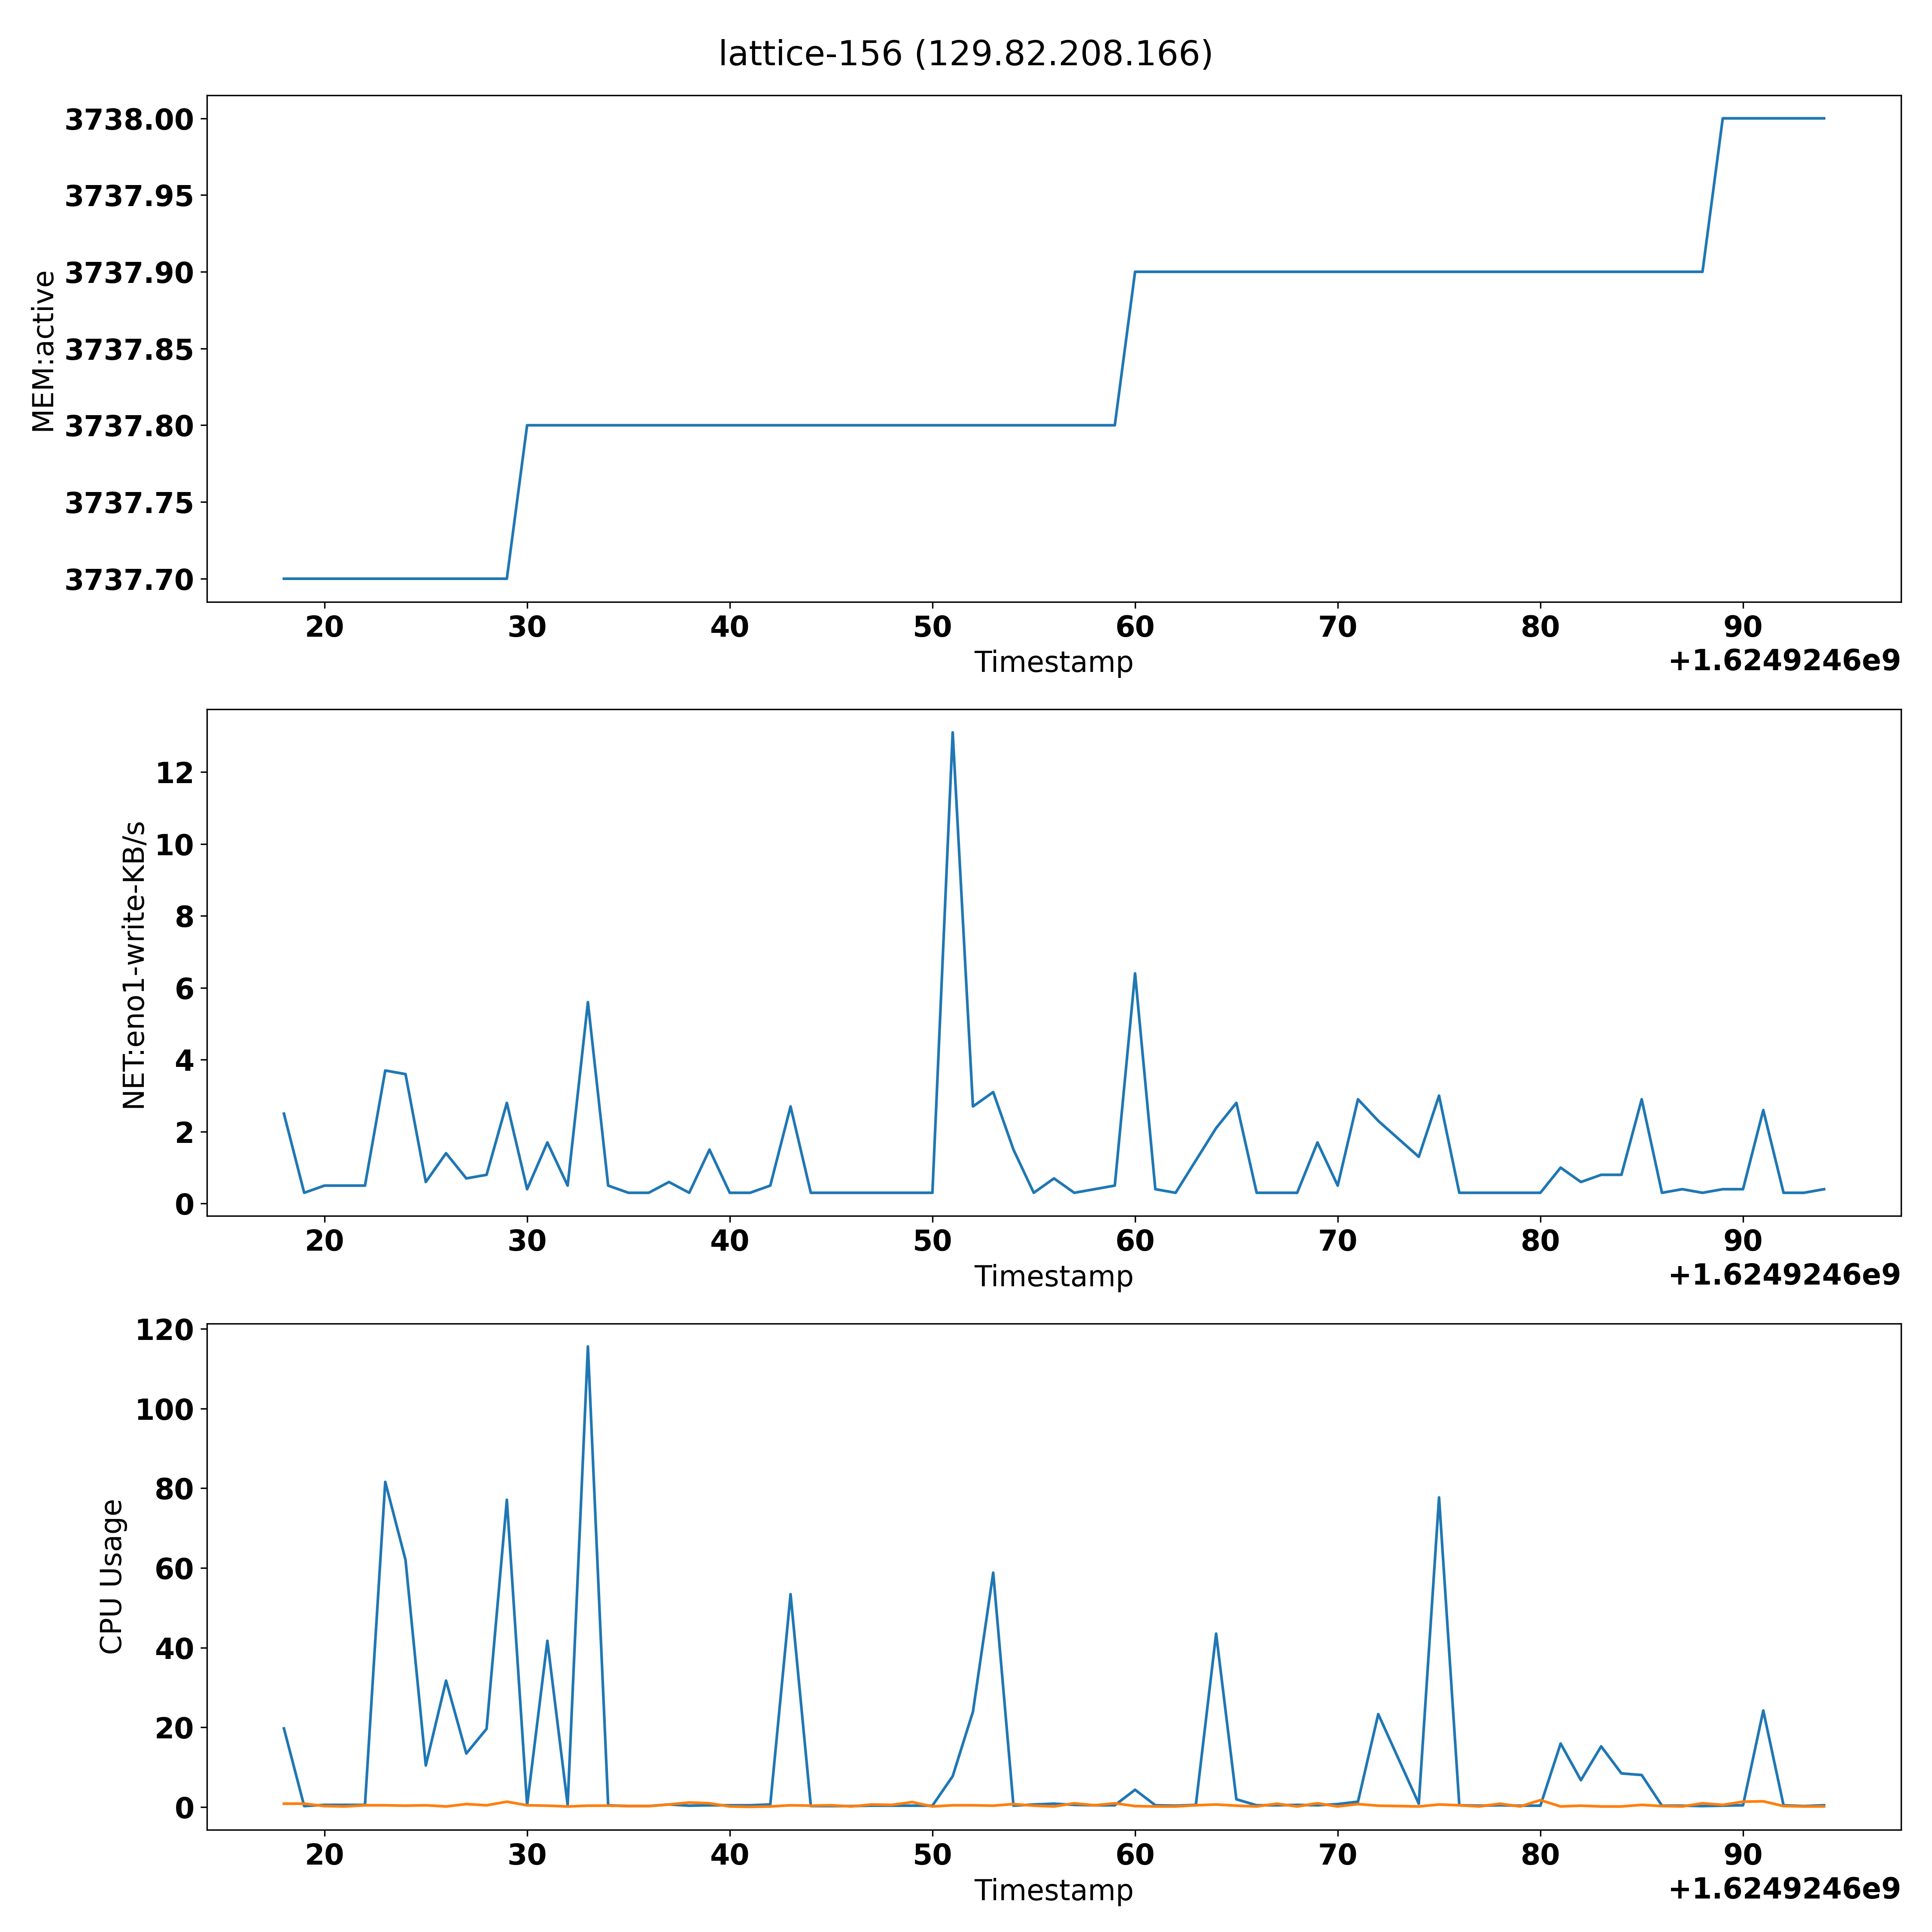 lattice-156 (129.82.208.166)
MEM:active
3738.00
3737.95
3737.90
3737.85
3737.80
3737.75
3737.70
20 30 40 50 60 70 80 90
Timestamp
+1.6249246e9
NET:eno1-write-KB/s
12
10
8
6
4
2
0
20 30 40 50 60 70 80 90
Timestamp
+1.6249246e9
CPU Usage
120
100
80
60
40
20
0
20 30 40 50 60 70 80 90
Timestamp
+1.6249246e9